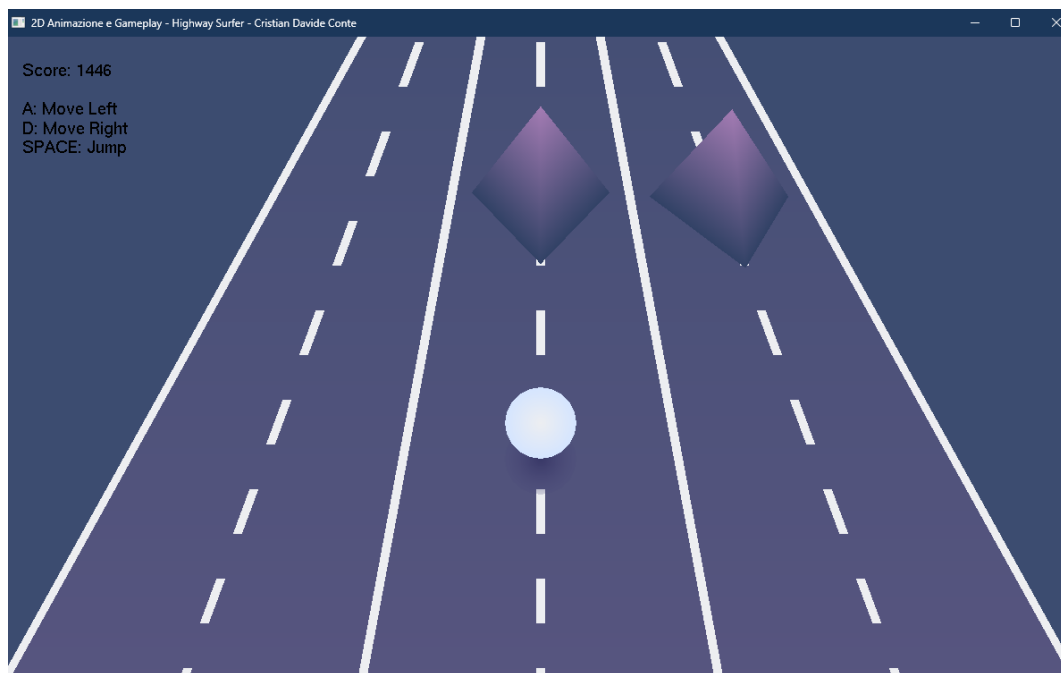 2D Animazione e Gameplay - Highway Surfer - Cristian Davide Conte
Score: 1446
A: Move Left
D: Move Right
SPACE: Jump